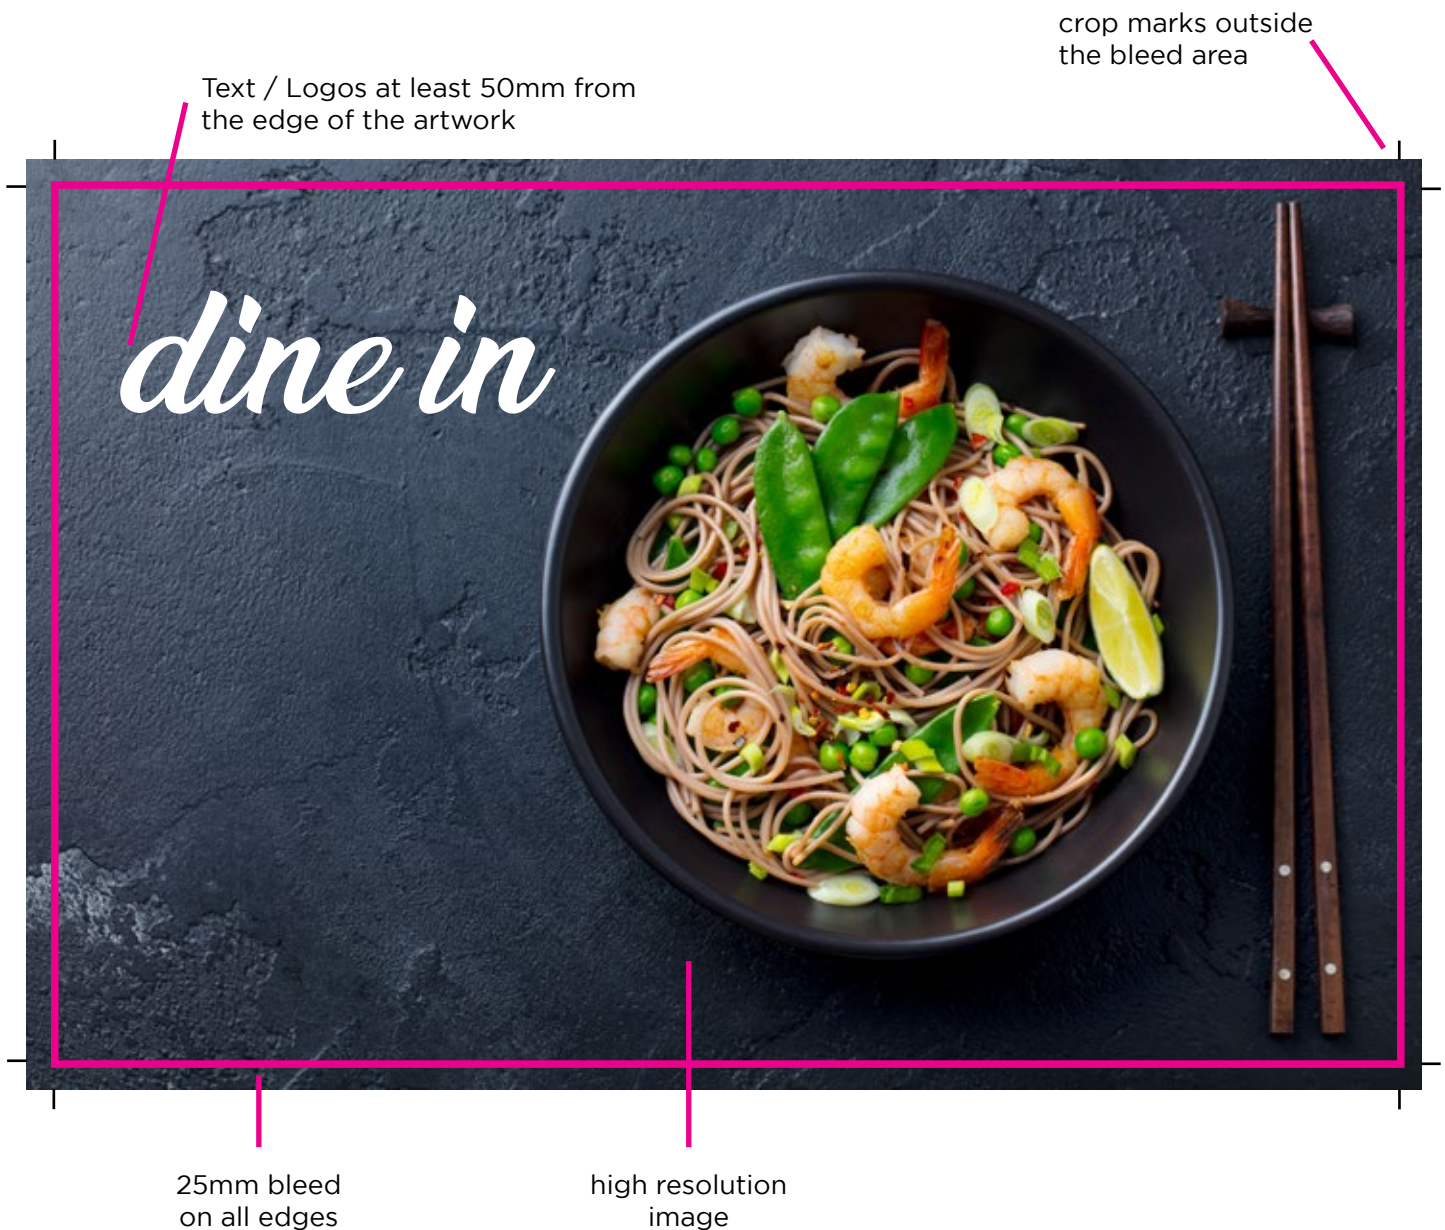 crop marks outside
the bleed area
Text / Logos at least 50mm from
the edge of the artwork
dine in
25mm bleed
on all edges
high resolution
image